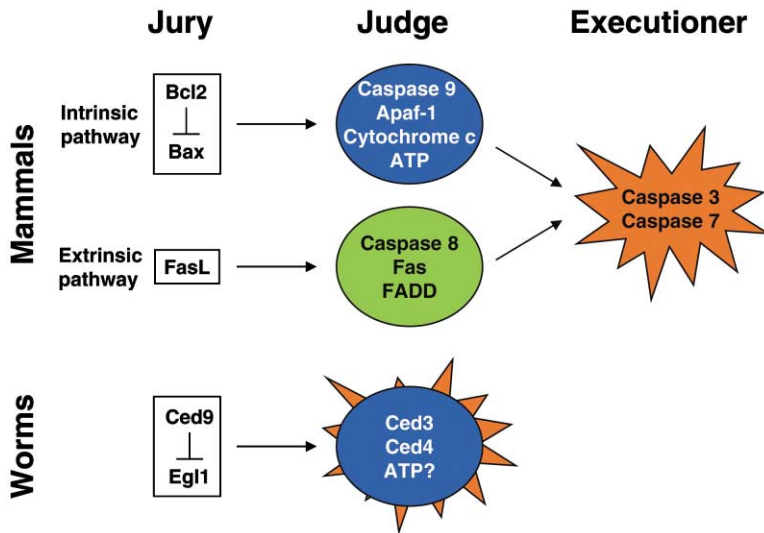 Jury
Judge
Executioner
Mammals
Intrinsic
pathway
Bcl2
Bax
Caspase 9
Apaf-1
Cytochrome c
ATP
Caspase 3
Caspase 7
Extrinsic
pathway
FasL
Caspase 8
Fas
FADD
Worms
Ced9
Egl1
Ced3
Ced4
ATP?